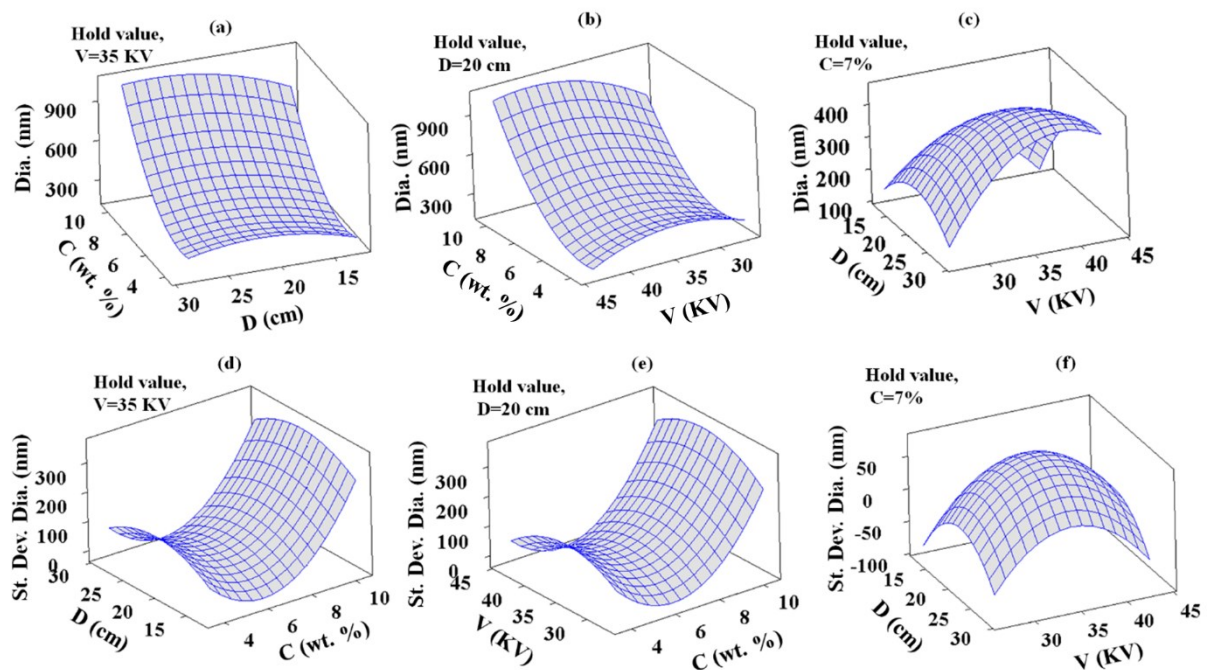 (a)
Hold value,
V=35 KV
Dia. (nm)
900
600
300
10
8
6
4
C (wt. %)
30
25
20
15
D (cm)
(b)
Hold value,
D=20 cm
Dia. (nm)
900
600
300
10
8
6
4
C (wt. %)
45
40
35
30
V (KV)
(c)
Hold value,
C=7%
Dia. (nm)
400
300
200
100
15
20
25
30
D (cm)
30
35
40
45
V (KV)
(d)
Hold value,
V=35 KV
St. Dev. Dia. (nm)
300
200
100
0
30
25
20
15
D (cm)
4
6
8
10
C (wt. %)
(e)
Hold value,
D=20 cm
St. Dev. Dia. (nm)
300
200
100
0
45
40
35
30
V (KV)
4
6
8
10
C (wt. %)
(f)
Hold value,
C=7%
St. Dev. Dia. (nm)
50
0
-50
-100
15
20
25
30
D (cm)
30
35
40
45
V (KV)